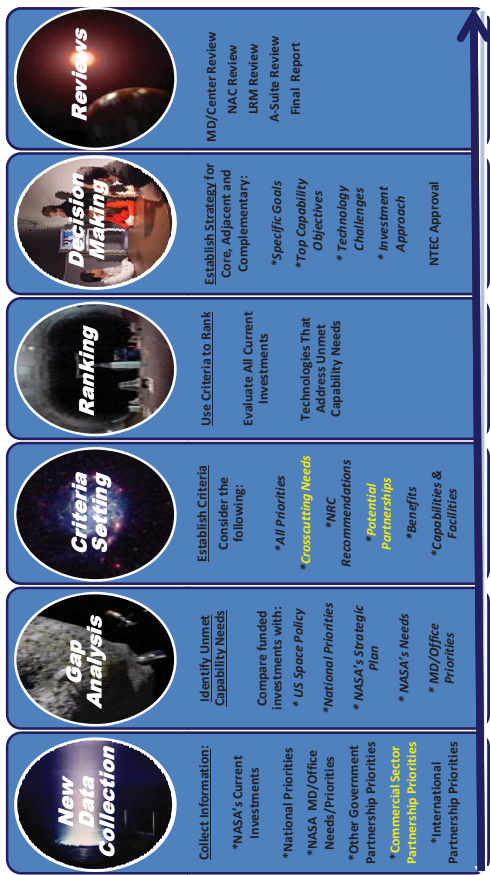 New
Data
Collection
Collect Information:
*NASA's Current
Investments
*National Priorities
*NASA MD/Office
Needs/Priorities
*Other Government
Partnership Priorities
*Commercial Sector
Partnership Priorities
*International
Partnership Priorities
Gap
Analysis
Identify Unmet
Capability Needs
Compare funded
investments with:
* US Space Policy
*National Priorities
* NASA's Strategic
Plan
* NASA's Needs
* MD/Office
Priorities
Criteria
Setting
Establish Criteria
Consider the
following:
*All Priorities
*Crosscutting Needs
*NRC
Recommendations
*Potential
Partnerships
*Benefits
*Capabilities &
Facilities
Ranking
Use Criteria to Rank
Evaluate All Current
Investments
Technologies That
Address Unmet
Capability Needs
Decision
Making
Establish Strategy for
Core, Adjacent and
Complementary:
*Specific Goals
*Top Capability
Objectives
* Technology
Challenges
* Investment
Approach
NTEC Approval
Reviews
MD/Center Review
NAC Review
LRM Review
A-Suite Review
Final Report